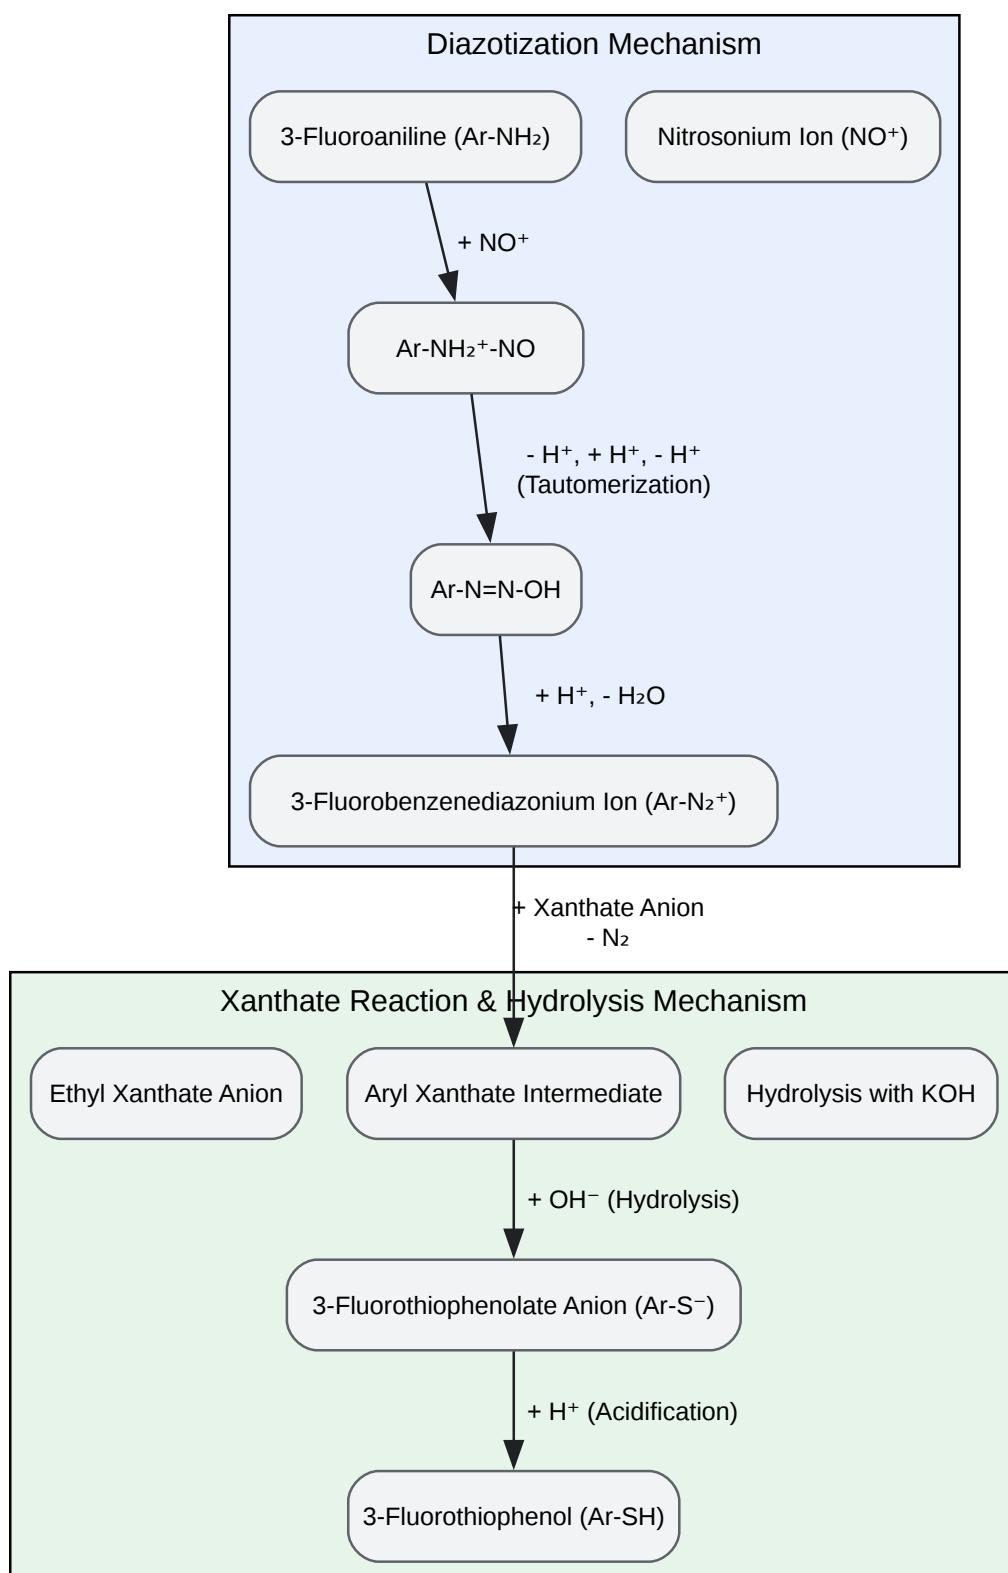 Diazotization Mechanism
3-Fluoroaniline (Ar-NH₂)
Nitrosonium Ion (NO⁺)
+ NO⁺
Ar-NH₂⁺-NO
- H⁺, + H⁺, - H⁺
(Tautomerization)
Ar-N=N-OH
+ H⁺, - H₂O
3-Fluorobenzenediazonium Ion (Ar-N₂⁺)
+ Xanthate Anion
- N₂
Xanthate Reaction & Hydrolysis Mechanism
Ethyl Xanthate Anion
Aryl Xanthate Intermediate
Hydrolysis with KOH
+ OH⁻ (Hydrolysis)
3-Fluorothiophenolate Anion (Ar-S⁻)
+ H⁺ (Acidification)
3-Fluorothiophenol (Ar-SH)